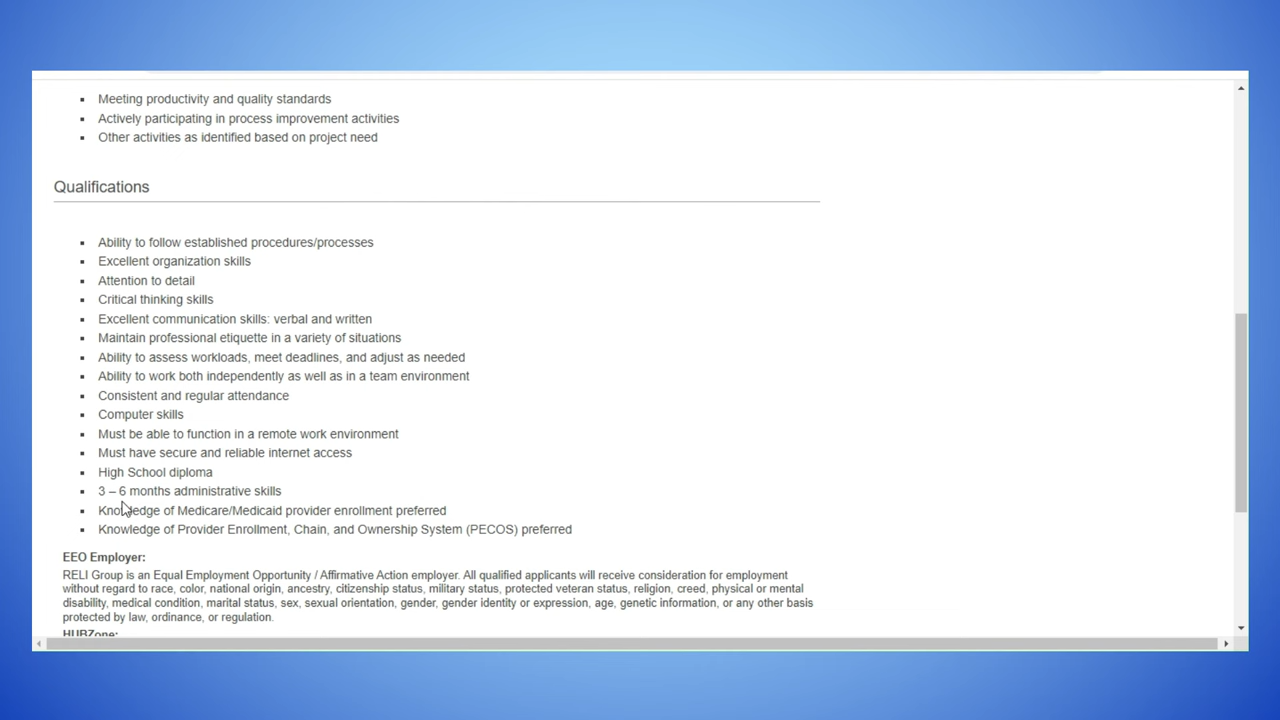 Meeting productivity and quality standards
Actively participating in process improvement activities
Other activities as identified based on project need
Qualifications
Ability to follow established procedures/processes
Excellent organization skills
Attention to detail
Critical thinking skills
Excellent communication skills: verbal and written
Maintain professional etiquette in a variety of situations
Ability to assess workloads, meet deadlines, and adjust as needed
Ability to work both independently as well as in a team environment
Consistent and regular attendance
Computer skills
Must be able to function in a remote work environment
Must have secure and reliable internet access
High School diploma
3 – 6 months administrative skills
Knowledge of Medicare/Medicaid provider enrollment preferred
Knowledge of Provider Enrollment, Chain, and Ownership System (PECOS) preferred
EEO Employer:
RELI Group is an Equal Employment Opportunity / Affirmative Action employer. All qualified applicants will receive consideration for employment
without regard to race, color, national origin, ancestry, citizenship status, military status, protected veteran status, religion, creed, physical or mental
disability, medical condition, marital status, sex, sexual orientation, gender, gender identity or expression, age, genetic information, or any other basis
protected by law, ordinance, or regulation.
HUBZone: